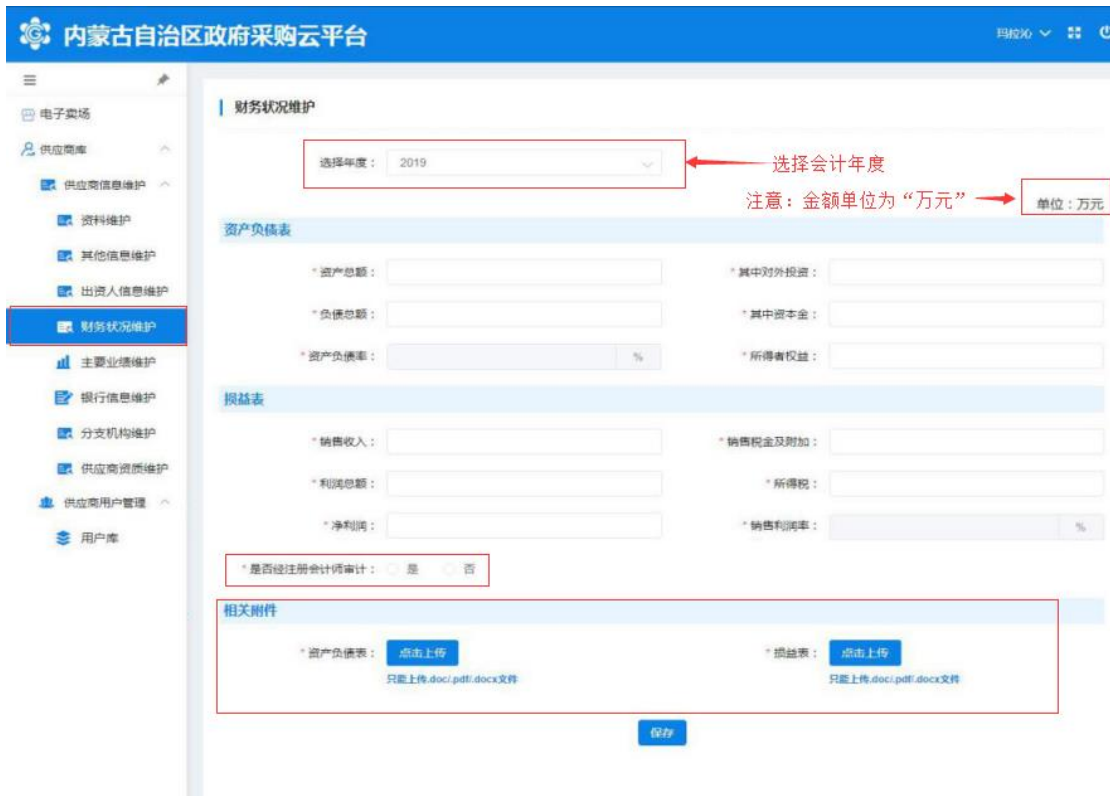 内蒙古自治区政府采购云平台
玛拉沁
电子卖场
供应商库
供应商信息维护
资料维护
其他信息维护
出资人信息维护
财务状况维护
主要业绩维护
银行信息维护
分支机构维护
供应商资质维护
供应商用户管理
用户库
财务状况维护
选择年度： 2019
选择会计年度
注意：金额单位为“万元”
单位：万元
资产负债表
*资产总额： *其中对外投资：
*负债总额： *其中资本金：
*资产负债率： % *所得者权益：
损益表
*销售收入： *销售税金及附加：
*利润总额： *所得税：
*净利润： *销售利润率： %
*是否经注册会计师审计： 是 否
相关附件
*资产负债表： 点击上传 *损益表： 点击上传
只能上传.doc/.pdf/.docx文件 只能上传.doc/.pdf/.docx文件
保存